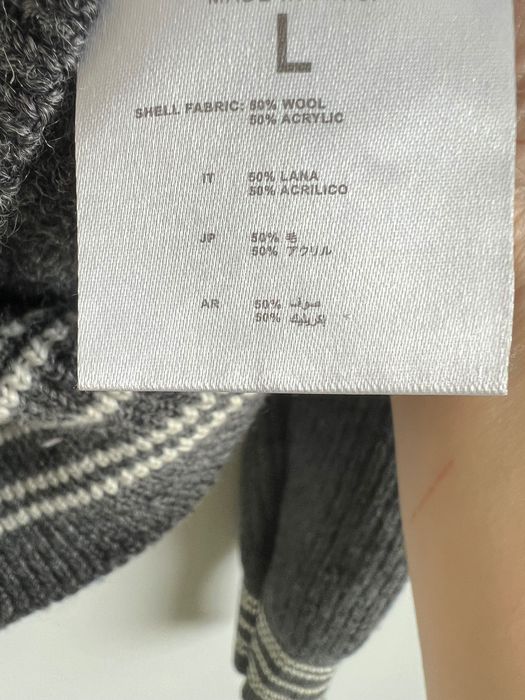 L
SHELL FABRIC: 50% WOOL
50% ACRYLIC
IT 50% LANA
50% ACRILICO
JP 50% 毛
50% アクリル
AR 50% صوف
50%